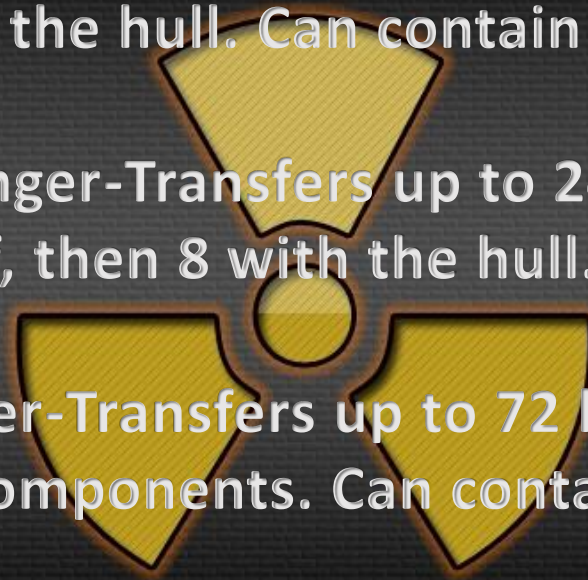 the hull. Can contain
nger-Transfers up to 2
, then 8 with the hull.
er-Transfers up to 72
omponents. Can conta